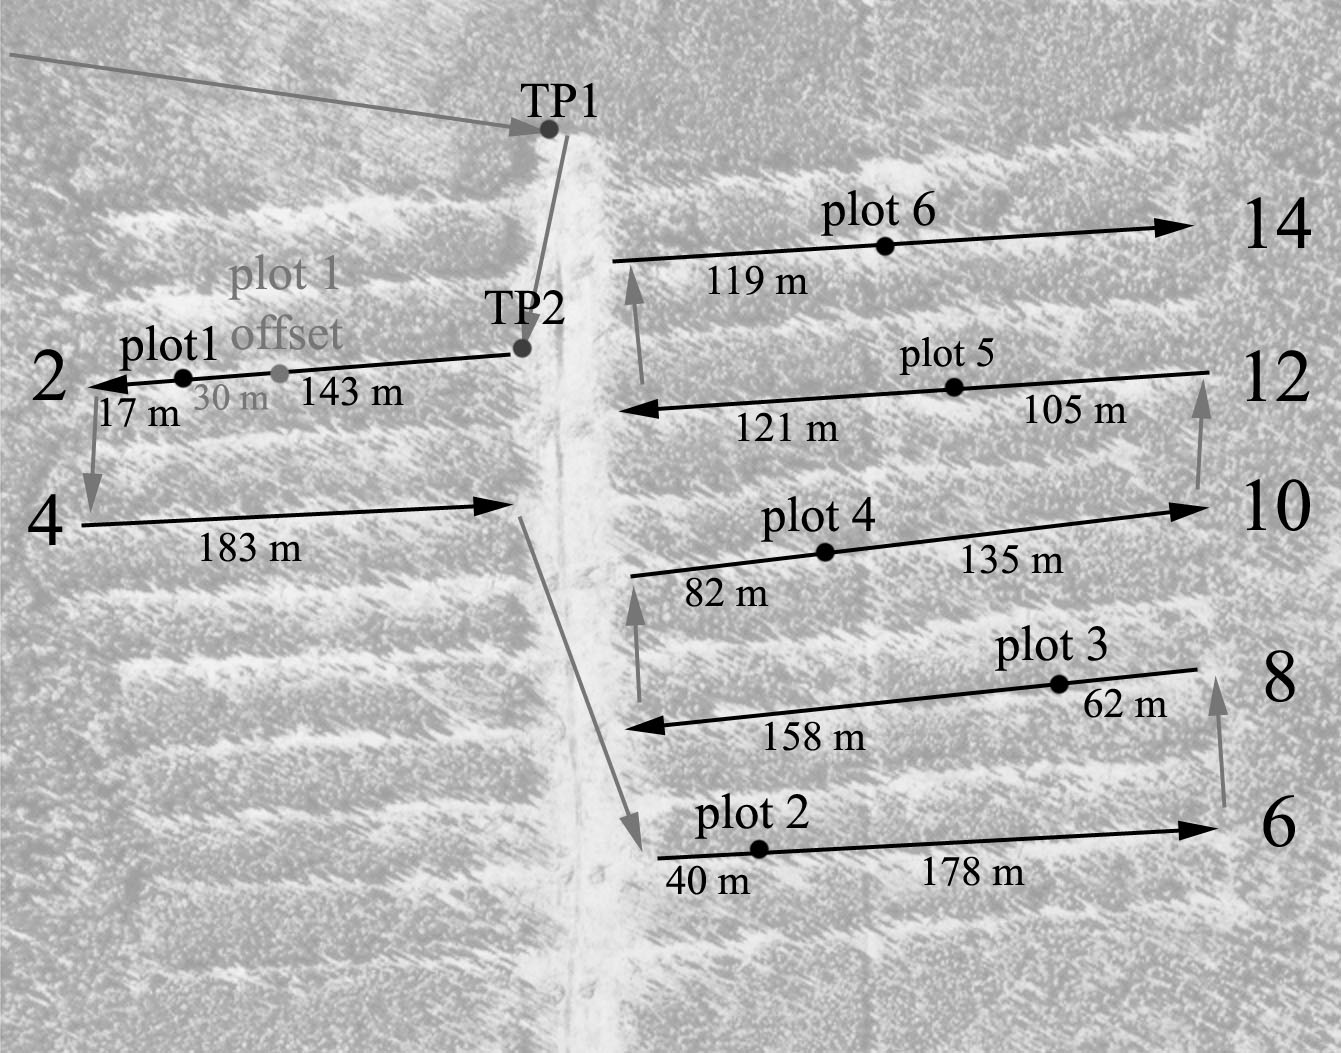 TP1
plot 6
14
119 m
plot 1
offset
TP2
plot1
2
30 m
143 m
17 m
plot 5
12
121 m
105 m
4
183 m
plot 4
10
82 m
135 m
plot 3
8
62 m
158 m
plot 2
6
40 m
178 m